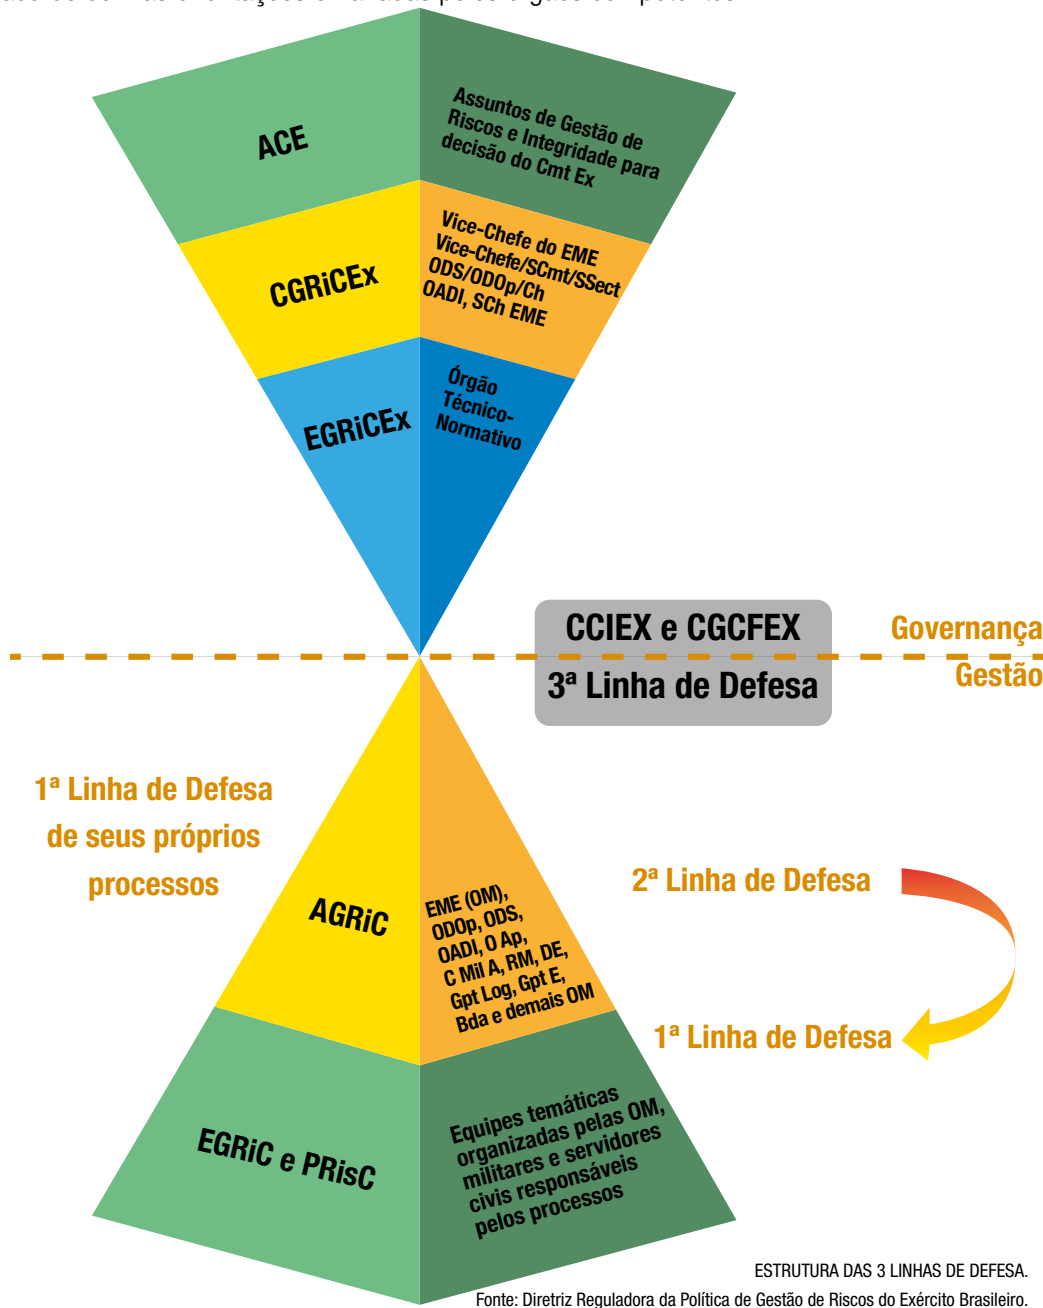 ACE
Assuntos de Gestão de
Riscos e Integridade para
decisão do Cmt Ex
CGRiCEx
Vice-Chefe do EME
Vice-Chefe/SCmt/SSect
ODS/ODOp/Ch
OADI, SCh EME
EGRiCEx
Órgão
Técnico-
Normativo
CCIEX e CGCFEX
3ª Linha de Defesa
Governança
Gestão
1ª Linha de Defesa
de seus próprios
processos
AGRiC
EME (OM),
ODOp, ODS,
OADI, O Ap,
C Mil A, RM, DE,
Gpt Log, Gpt E,
Bda e demais OM
2ª Linha de Defesa
1ª Linha de Defesa
EGRiC e PRisC
Equipes temáticas
organizadas pelas OM,
militares e servidores
civis responsáveis
pelos processos
ESTRUTURA DAS 3 LINHAS DE DEFESA.
Fonte: Diretriz Reguladora da Política de Gestão de Riscos do Exército Brasileiro.